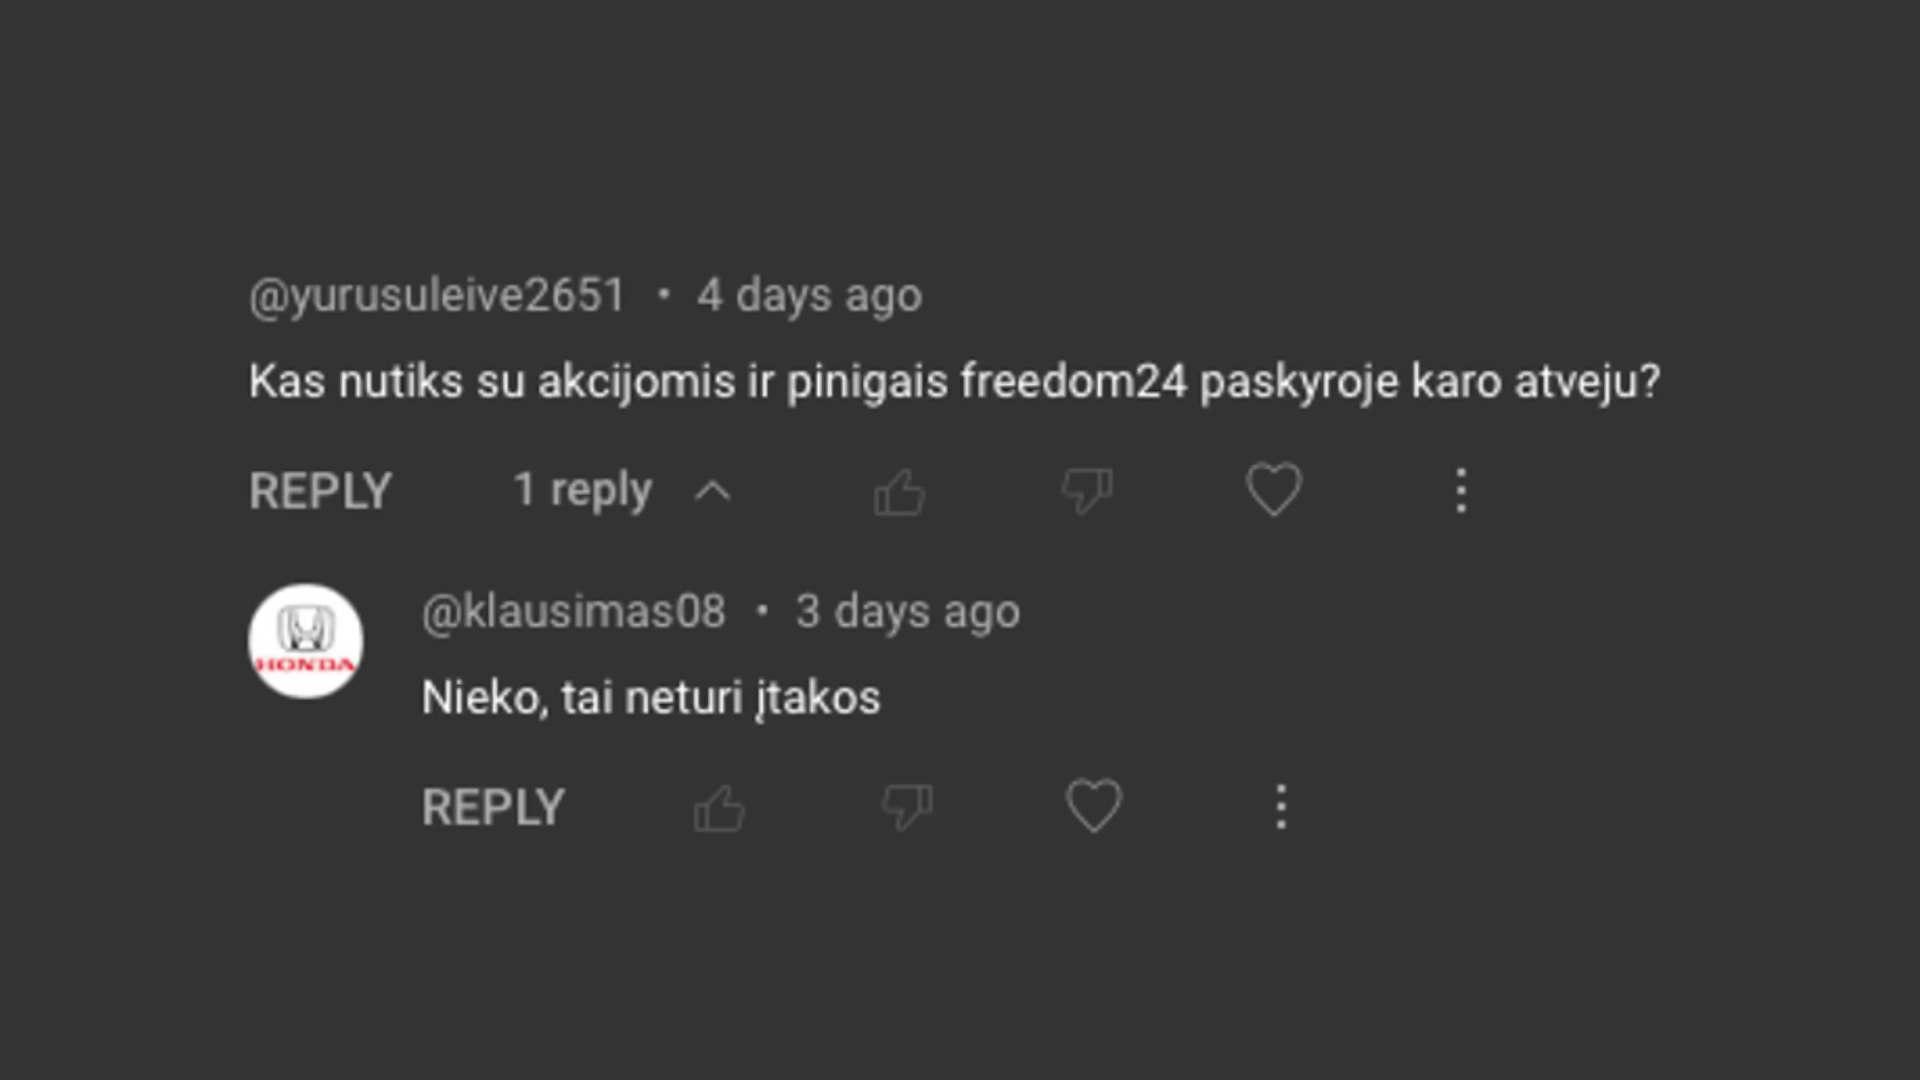 @yurusuleive2651 • 4 days ago
Kas nutiks su akcijomis ir pinigais freedom24 paskyroje karo atveju?
REPLY 1 reply
HONDA
@klausimas08 • 3 days ago
Nieko, tai neturi įtakos
REPLY